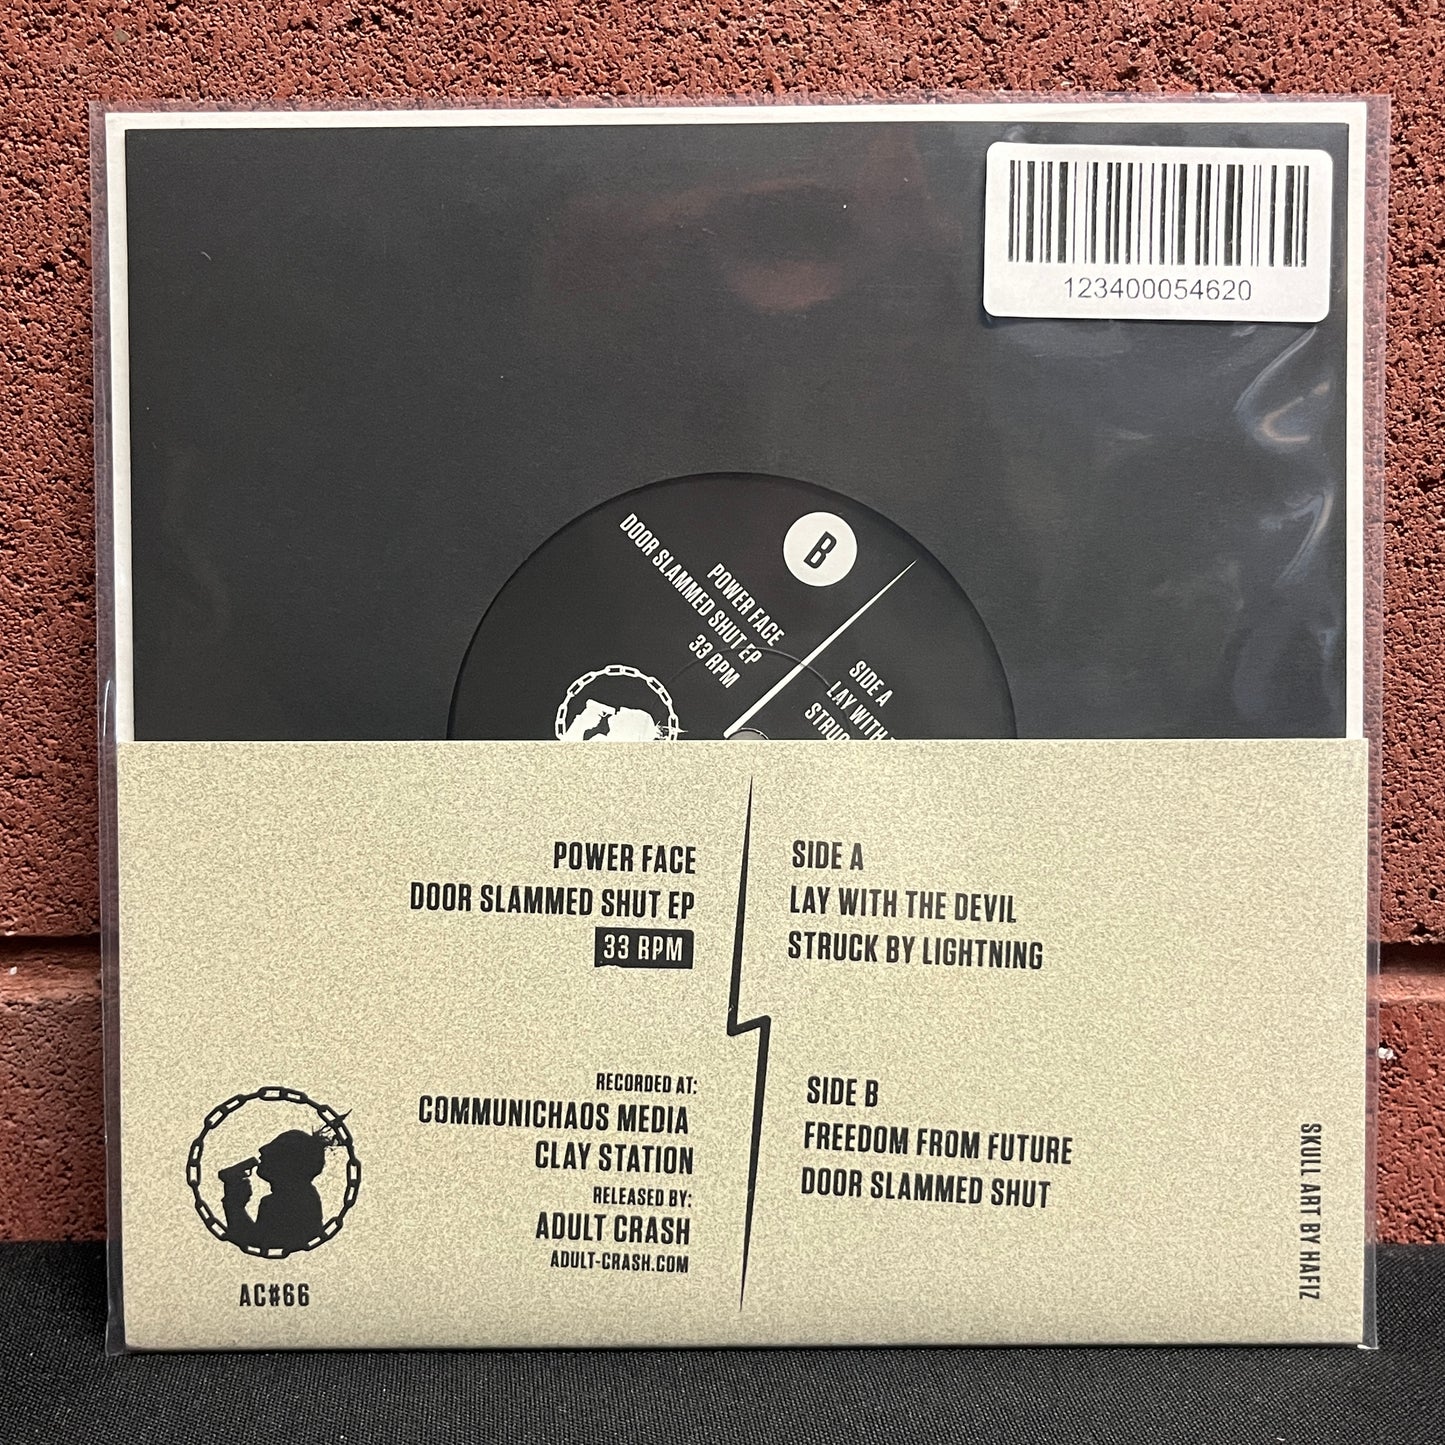 123400054620
B
POWER FACE
DOOR SLAMMED SHUT EP
33 RPM
SIDE A
LAY WITH
POWER FACE
DOOR SLAMMED SHUT EP
33 RPM
SIDE A
LAY WITH THE DEVIL
STRUCK BY LIGHTNING
RECORDED AT:
COMMUNICHAOS MEDIA
CLAY STATION
RELEASED BY:
ADULT CRASH
ADULT-CRASH.COM
AC#66
SIDE B
FREEDOM FROM FUTURE
DOOR SLAMMED SHUT
SKULL ART BY HAFIZ